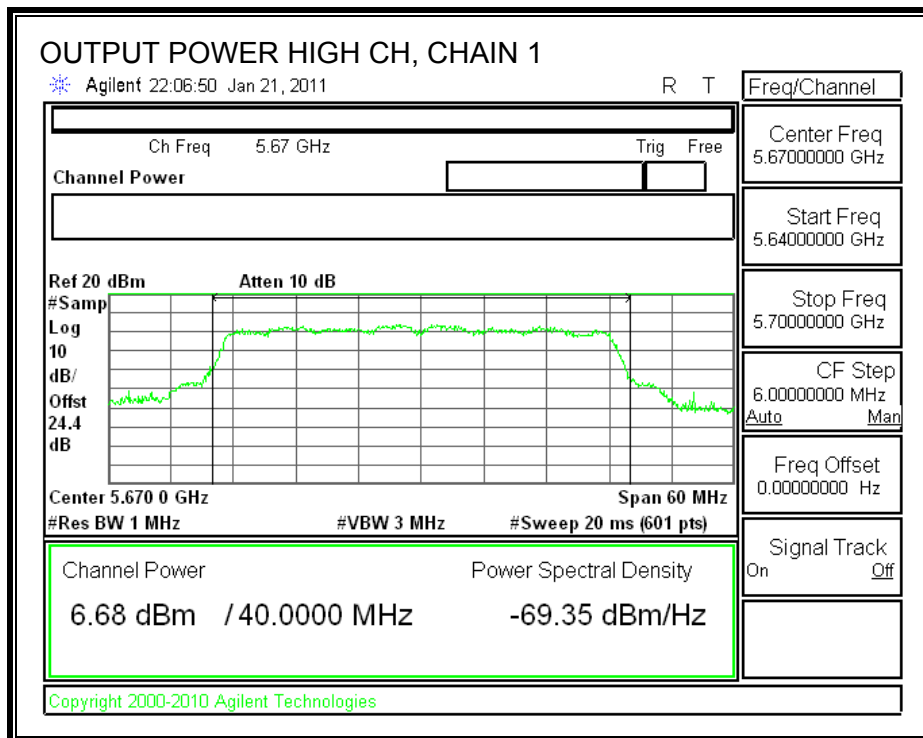 OUTPUT POWER HIGH CH, CHAIN 1
Agilent 22:06:50 Jan 21, 2011
R T
Freq/Channel
Ch Freq 5.67 GHz
Trig Free
Channel Power
Center Freq
5.67000000 GHz
Start Freq
5.64000000 GHz
Stop Freq
5.70000000 GHz
CF Step
6.00000000 MHz
Auto Man
Freq Offset
0.00000000 Hz
Signal Track
On Off
Ref 20 dBm Atten 10 dB
#Samp
Log
10
dB/
Offst
24.4
dB
Center 5.670 0 GHz Span 60 MHz
#Res BW 1 MHz #VBW 3 MHz #Sweep 20 ms (601 pts)
Channel Power Power Spectral Density
6.68 dBm / 40.0000 MHz -69.35 dBm/Hz
Copyright 2000-2010 Agilent Technologies